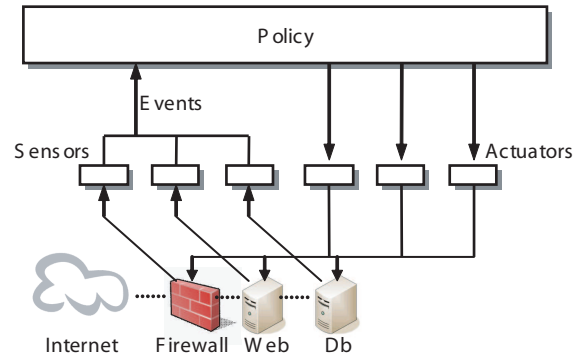 Policy
Events
Sensors
Actuators
Internet
Firewall
Web
Db